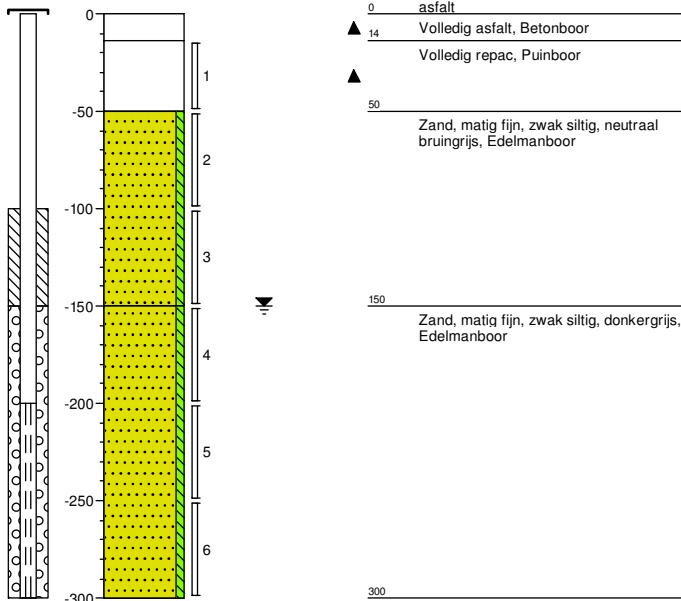 0
-50
-100
-150
-200
-250
-300
1
2
3
4
5
6
0 asfalt
Volledig asfalt, Betonboor
14
Volledig repac, Puinboor
50
Zand, matig fijn, zwak siltig, neutraal
bruingrijs, Edelmanboor
150
Zand, matig fijn, zwak siltig, donkergrijs,
Edelmanboor
300